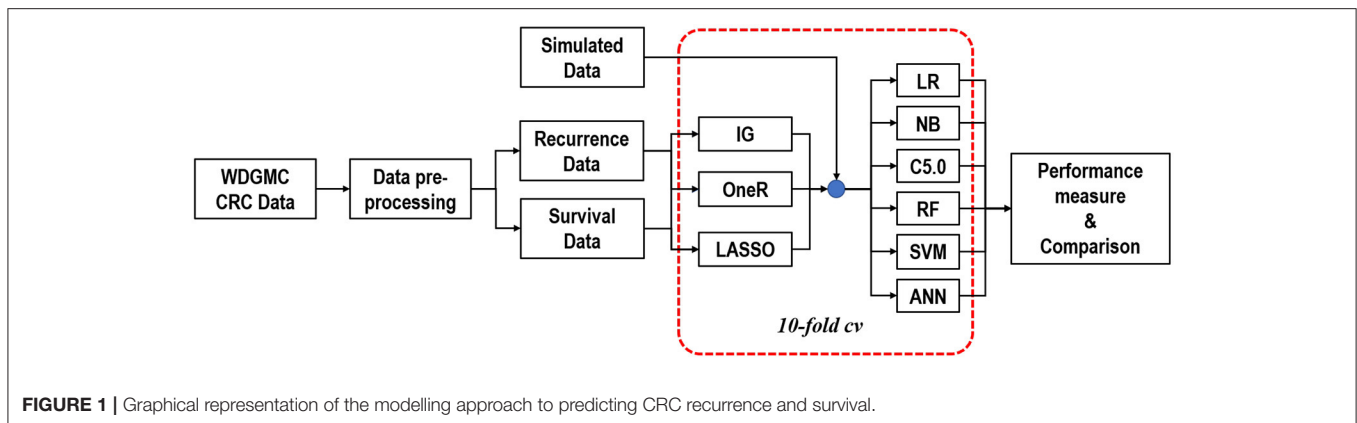 Simulated
Data
WDGMC
CRC Data
Data pre-
processing
Recurrence
Data
Survival
Data
IG
OneR
LASSO
LR
NB
C5.0
RF
SVM
ANN
10-fold cv
Performance
measure
&
Comparison
FIGURE 1 | Graphical representation of the modelling approach to predicting CRC recurrence and survival.